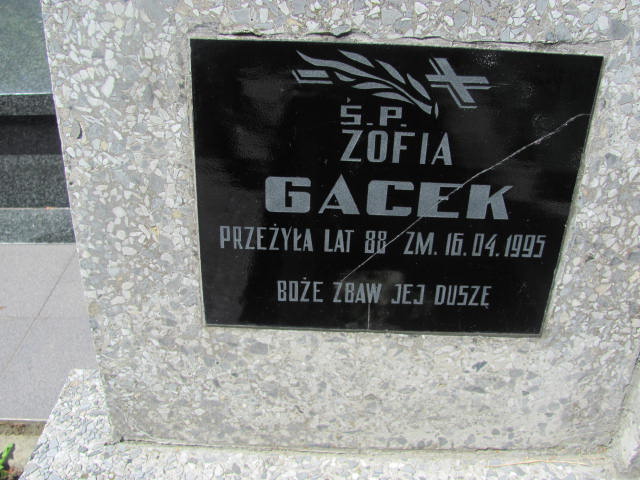 Ś.P.
ZOFIA
GACEK
PRZEŻYŁA LAT 88 ZM. 16.04.1995
BOŻE ZBAW JEJ DUSZĘ